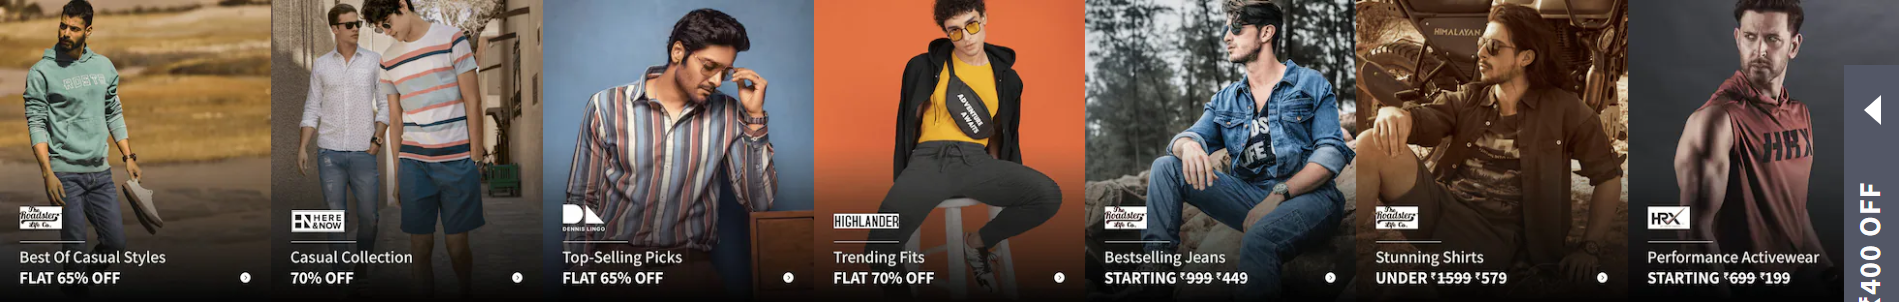 The
Roadster
Life Co.
Best Of Casual Styles
FLAT 65% OFF
HN HERE
&NOW
Casual Collection
70% OFF
DL
DENNIS LINGO
Top-Selling Picks
FLAT 65% OFF
ADVENTURE
AWAITS
HIGHLANDER
Trending Fits
FLAT 70% OFF
The
Roadster
Life Co.
Bestselling Jeans
STARTING ₹999 ₹449
HIMALAYAN
The
Roadster
Life Co.
Stunning Shirts
UNDER ₹1599 ₹579
HRX
HRX
Performance Activewear
STARTING ₹699 ₹199
₹400 OFF